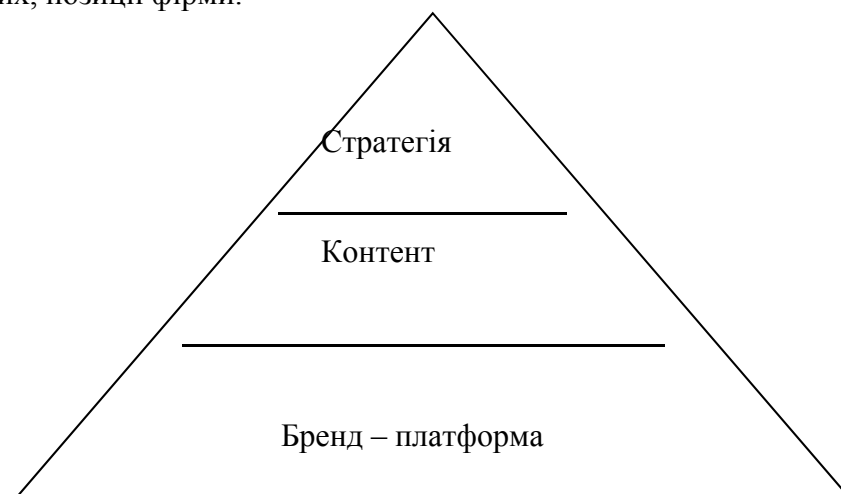 позиції фірми.
Стратегія
Контент
Бренд – платформа